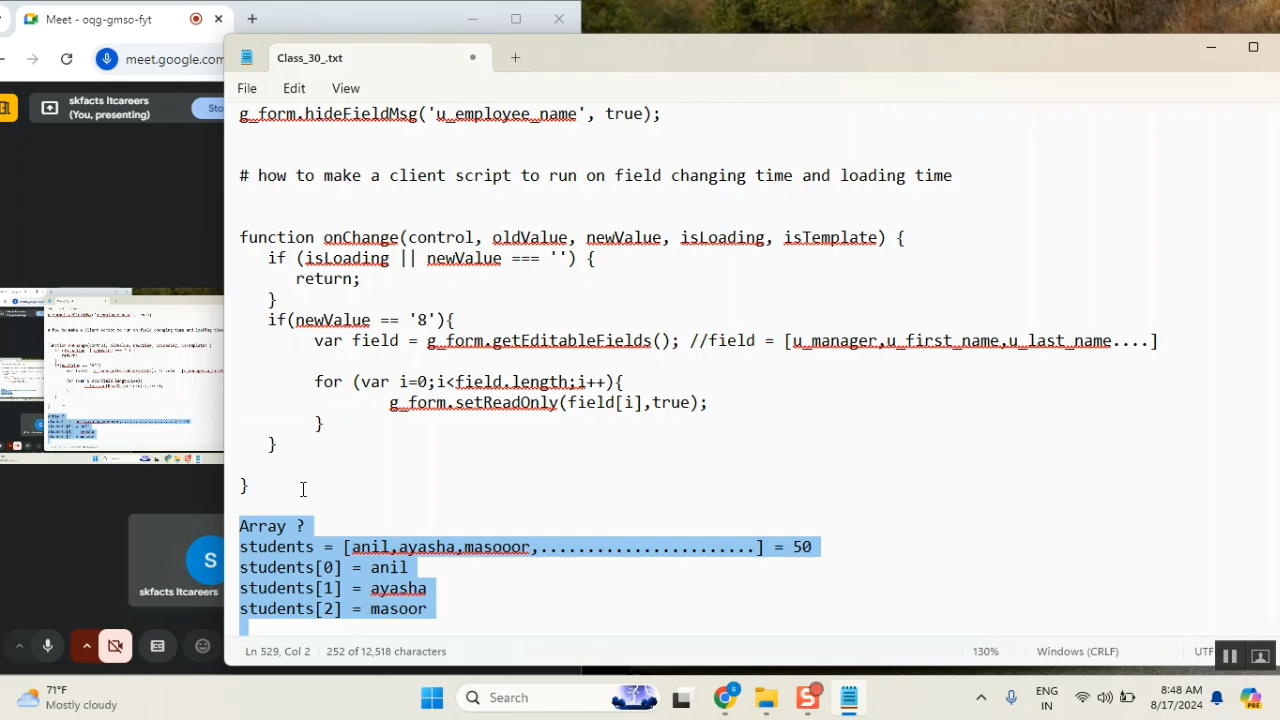 Meet - oqg-gmso-fyt
meet.google.com
skfacts Itcareers
(You, presenting)
Sto
skfacts Itcareers
S
Class_30_.txt
File Edit View
g_form.hideFieldMsg('u_employee_name', true);
# how to make a client script to run on field changing time and loading time
function onChange(control, oldValue, newValue, isLoading, isTemplate) {
if (isLoading || newValue === '') {
return;
}
if(newValue == '8'){
var field = g_form.getEditableFields(); //field = [u_manager,u_first_name,u_last_name....]
for (var i=0;i<field.length;i++){
g_form.setReadOnly(field[i],true);
}
}
}
Array ?
students = [anil,ayasha,masooor,.......................] = 50
students[0] = anil
students[1] = ayasha
students[2] = masoor
Ln 529, Col 2 252 of 12,518 characters 130% Windows (CRLF) UTF
71°F
Mostly cloudy
Search
ENG
IN
8:48 AM
8/17/2024
PRE